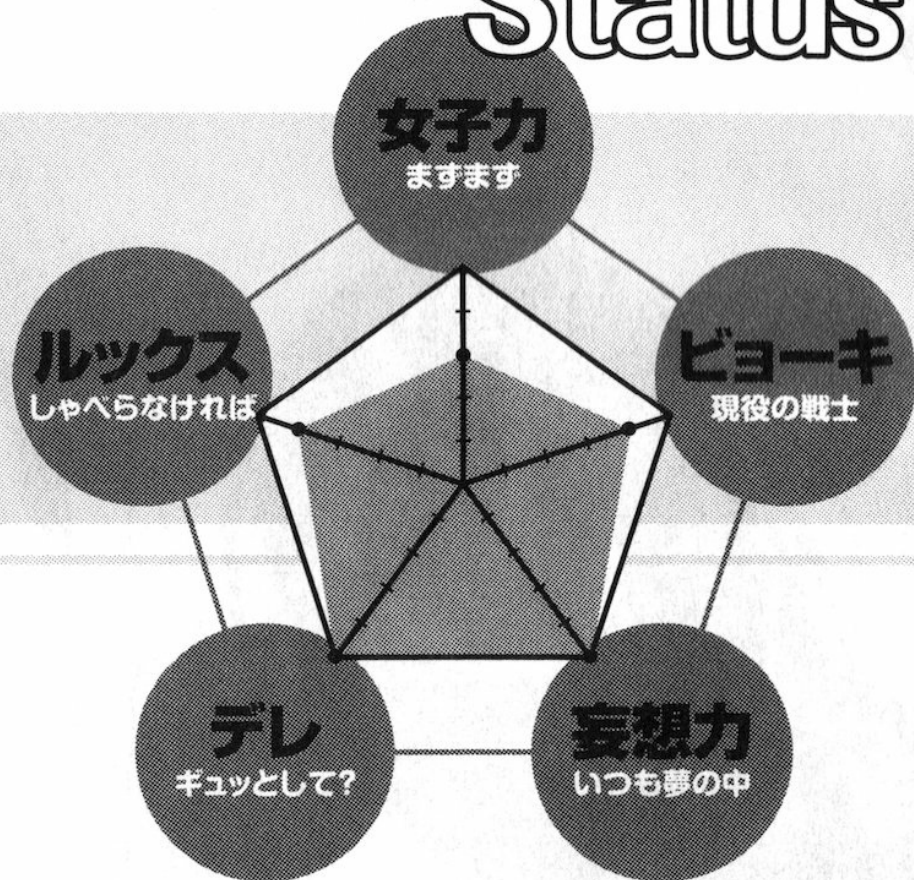 Status
女子力
まずまず
ルックス
しゃべらなければ
ビョーキ
現役の戦士
デレ
ギュッとして?
妄想力
いつも夢の中